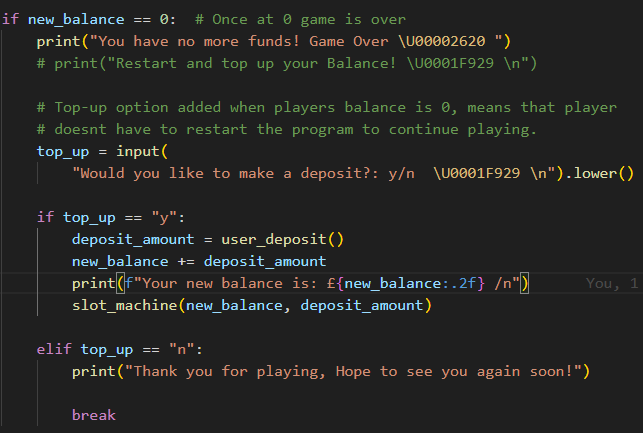 if new_balance == 0:  # Once at 0 game is over
    print("You have no more funds! Game Over \U00002620 ")
    # print("Restart and top up your Balance! \U0001F929 \n")

    # Top-up option added when players balance is 0, means that player
    # doesnt have to restart the program to continue playing.
    top_up = input(
        "Would you like to make a deposit?: y/n  \U0001F929 \n").lower()

    if top_up == "y":
        deposit_amount = user_deposit()
        new_balance += deposit_amount
        print(f"Your new balance is: £{new_balance:.2f} /n")      You, 1
        slot_machine(new_balance, deposit_amount)

    elif top_up == "n":
        print("Thank you for playing, Hope to see you again soon!")

        break